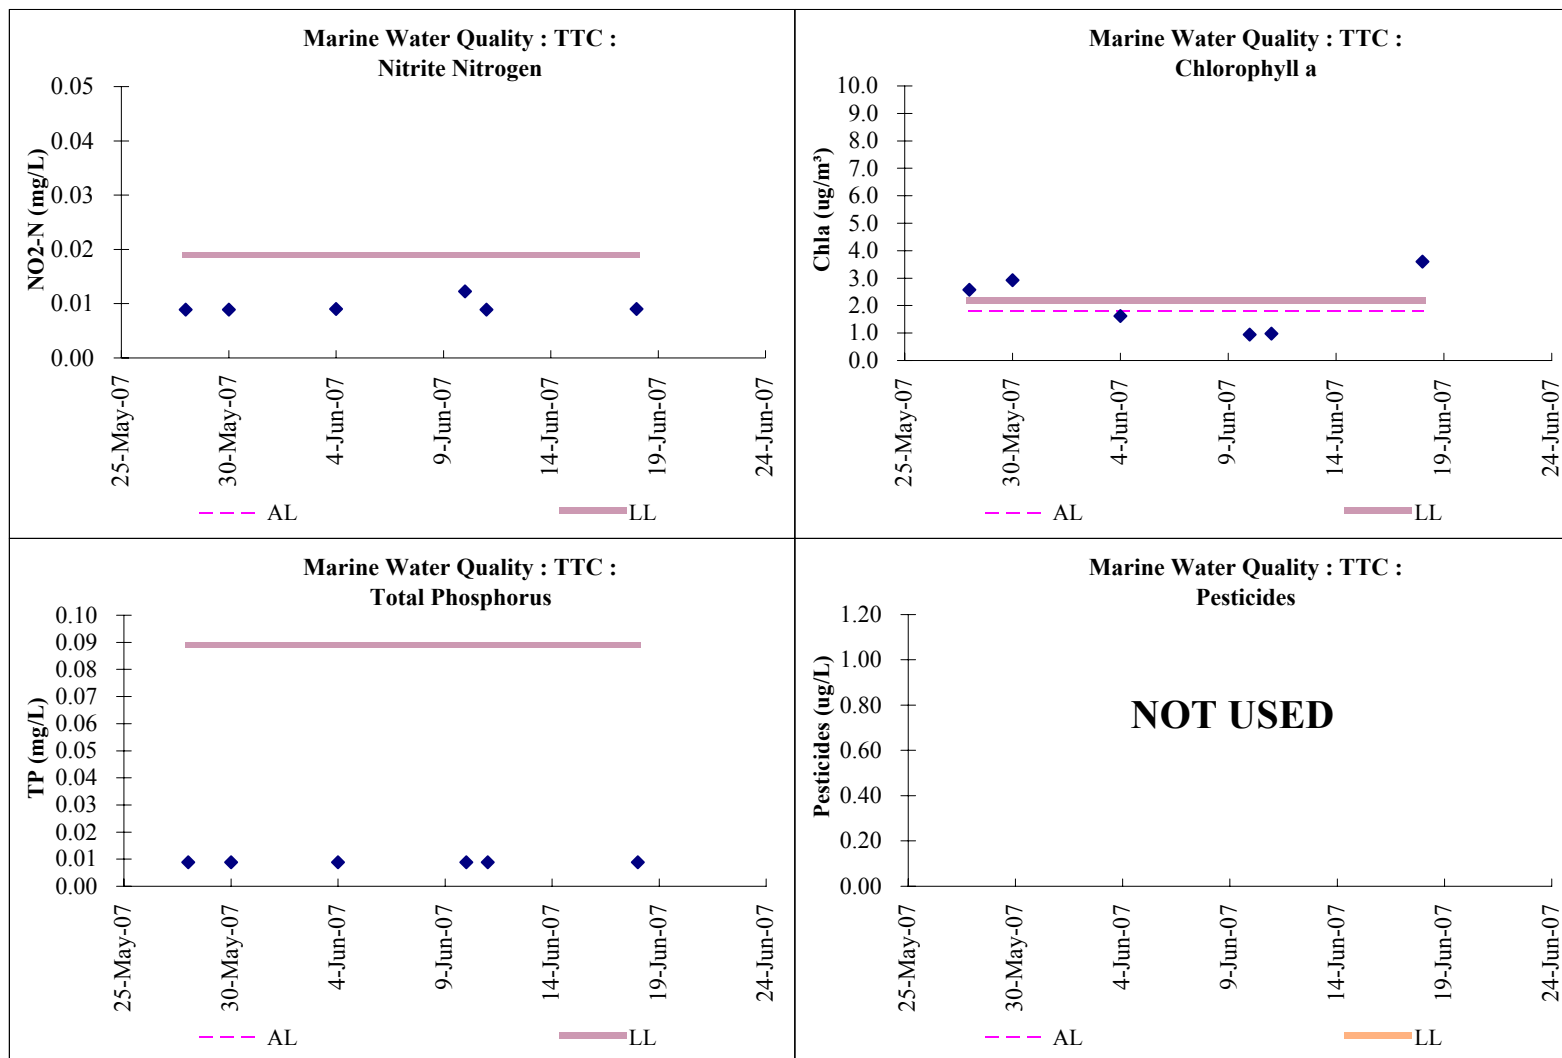 Marine Water Quality : TTC :
Nitrite Nitrogen
NO2-N (mg/L)
0.05
0.04
0.03
0.02
0.01
0.00
25-May-07
30-May-07
4-Jun-07
9-Jun-07
14-Jun-07
19-Jun-07
24-Jun-07
AL
LL
Marine Water Quality : TTC :
Chlorophyll a
Chla (ug/m³)
10.0
9.0
8.0
7.0
6.0
5.0
4.0
3.0
2.0
1.0
0.0
25-May-07
30-May-07
4-Jun-07
9-Jun-07
14-Jun-07
19-Jun-07
24-Jun-07
AL
LL
Marine Water Quality : TTC :
Total Phosphorus
TP (mg/L)
0.10
0.09
0.08
0.07
0.06
0.05
0.04
0.03
0.02
0.01
0.00
25-May-07
30-May-07
4-Jun-07
9-Jun-07
14-Jun-07
19-Jun-07
24-Jun-07
AL
LL
Marine Water Quality : TTC :
Pesticides
Pesticides (ug/L)
1.20
1.00
0.80
0.60
0.40
0.20
0.00
NOT USED
25-May-07
30-May-07
4-Jun-07
9-Jun-07
14-Jun-07
19-Jun-07
24-Jun-07
AL
LL